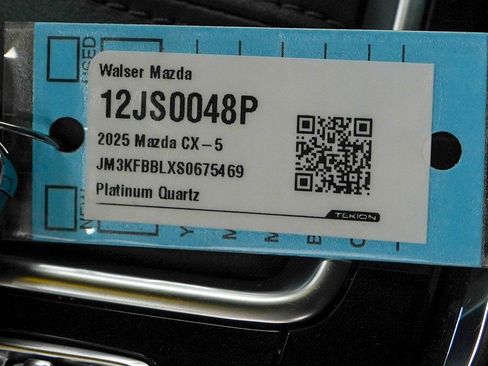 Walser Mazda
12JS0048P
2025 Mazda CX-5
JM3KFBBLXS0675469
Platinum Quartz
TEKION